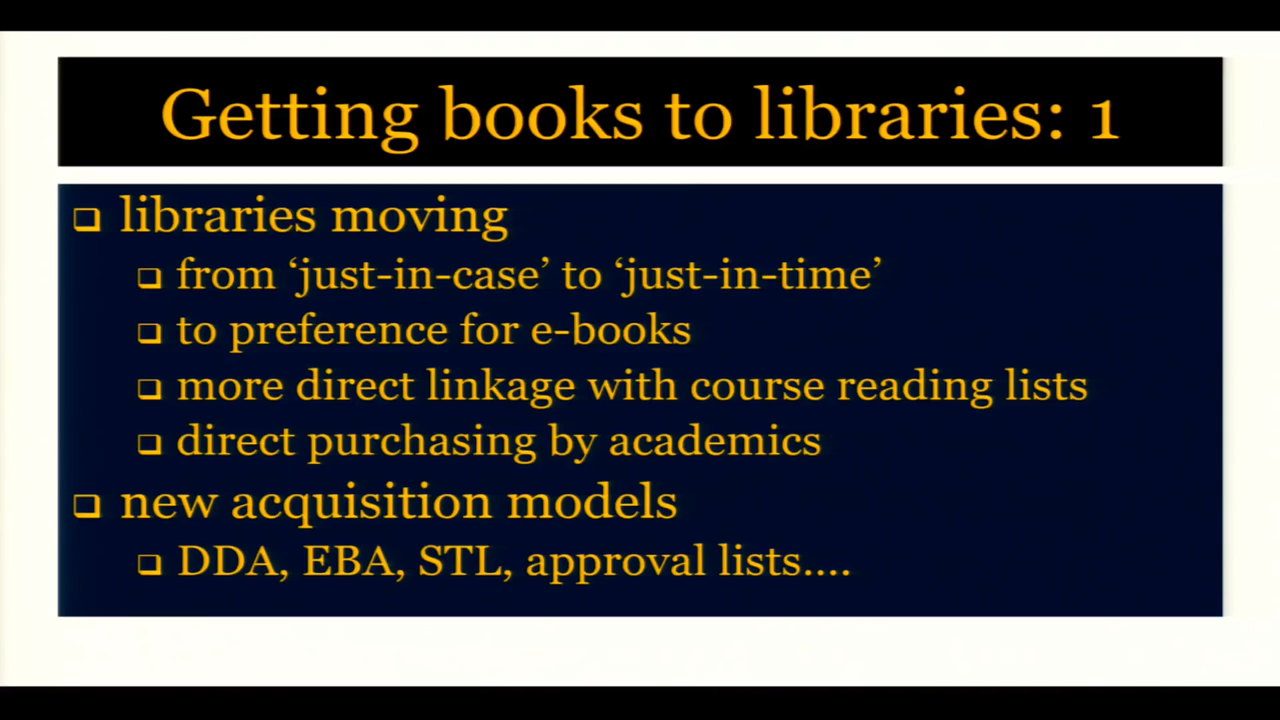 Getting books to libraries: 1
libraries moving
from ‘just-in-case’ to ‘just-in-time’
to preference for e-books
more direct linkage with course reading lists
direct purchasing by academics
new acquisition models
DDA, EBA, STL, approval lists....